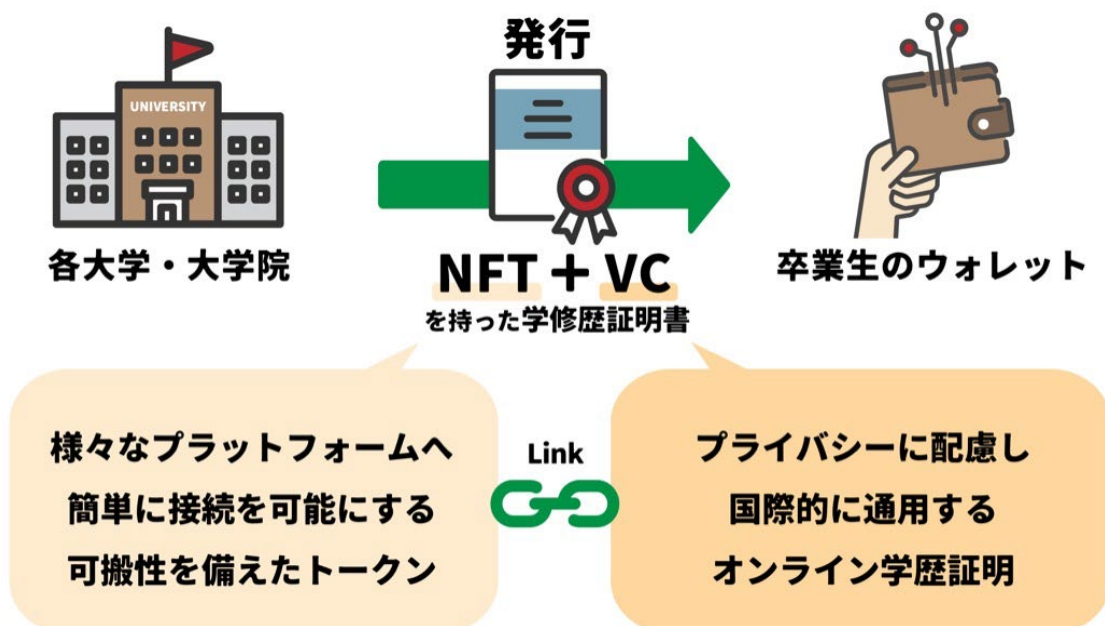 発行
UNIVERSITY
各大学・大学院
NFT＋VC
を持った学修歴証明書
卒業生のウォレット
様々なプラットフォームへ
簡単に接続を可能にする
可搬性を備えたトークン
Link
プライバシーに配慮し
国際的に通用する
オンライン学歴証明